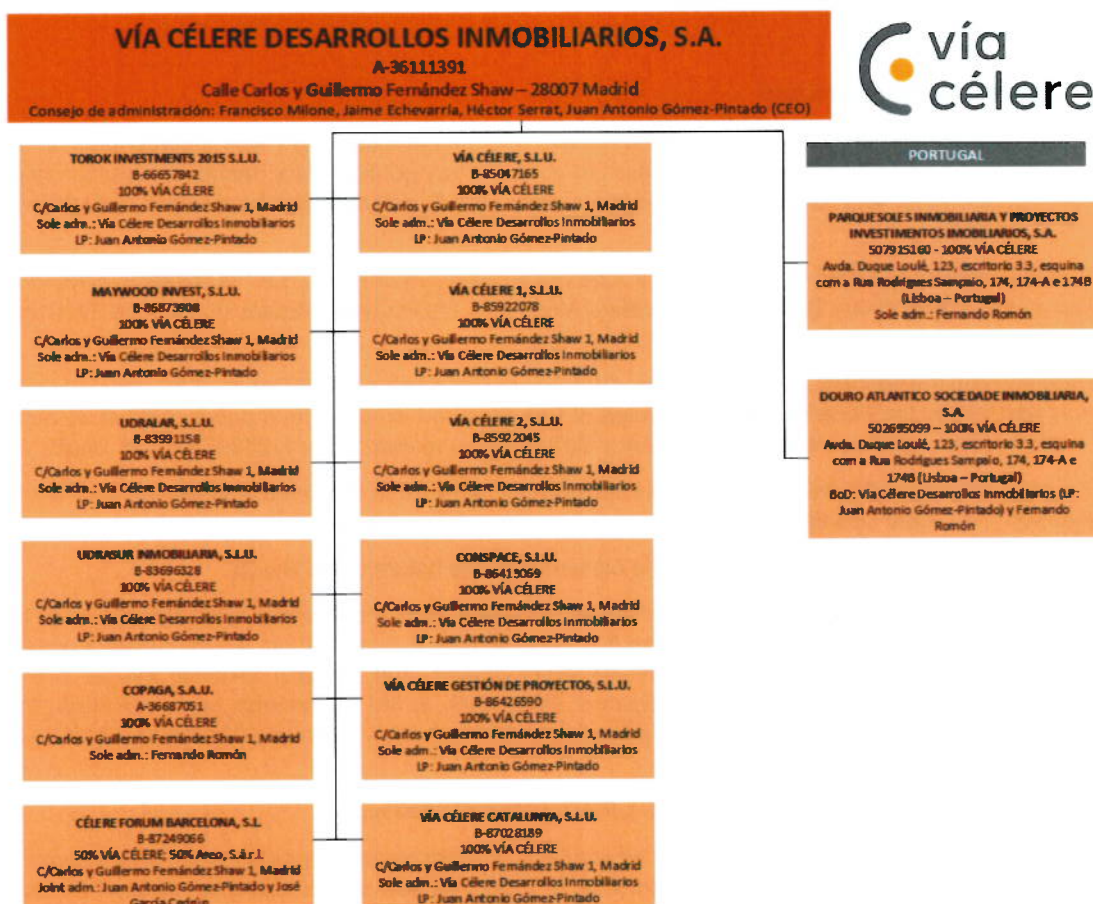 VÍA CÉLERE DESARROLLOS INMOBILIARIOS, S.A.
A-36111391
Calle Carlos y Guillermo Fernández Shaw – 28007 Madrid
Consejo de administración: Francisco Milone, Jaime Echevarría, Héctor Serrat, Juan Antonio Gómez-Pintado (CEO)
vía
célere
TOROK INVESTMENTS 2015 S.L.U.
B-66657842
100% VÍA CÉLERE
C/Carlos y Guillermo Fernández Shaw 1, Madrid
Sole adm.: Vía Célere Desarrollos Inmobiliarios
LP: Juan Antonio Gómez-Pintado
VÍA CÉLERE, S.L.U.
B-85047165
100% VÍA CÉLERE
C/Carlos y Guillermo Fernández Shaw 1, Madrid
Sole adm.: Vía Célere Desarrollos Inmobiliarios
LP: Juan Antonio Gómez-Pintado
MAYWOOD INVEST, S.L.U.
B-86873908
100% VÍA CÉLERE
C/Carlos y Guillermo Fernández Shaw 1, Madrid
Sole adm.: Vía Célere Desarrollos Inmobiliarios
LP: Juan Antonio Gómez-Pintado
VÍA CÉLERE 1, S.L.U.
B-85922078
100% VÍA CÉLERE
C/Carlos y Guillermo Fernández Shaw 1, Madrid
Sole adm.: Vía Célere Desarrollos Inmobiliarios
LP: Juan Antonio Gómez-Pintado
UDRALAR, S.L.U.
B-83991158
100% VÍA CÉLERE
C/Carlos y Guillermo Fernández Shaw 1, Madrid
Sole adm.: Vía Célere Desarrollos Inmobiliarios
LP: Juan Antonio Gómez-Pintado
VÍA CÉLERE 2, S.L.U.
B-85922045
100% VÍA CÉLERE
C/Carlos y Guillermo Fernández Shaw 1, Madrid
Sole adm.: Vía Célere Desarrollos Inmobiliarios
LP: Juan Antonio Gómez-Pintado
UDRASUR INMOBILIARIA, S.L.U.
B-83696328
100% VÍA CÉLERE
C/Carlos y Guillermo Fernández Shaw 1, Madrid
Sole adm.: Vía Célere Desarrollos Inmobiliarios
LP: Juan Antonio Gómez-Pintado
CONSPACE, S.L.U.
B-86413069
100% VÍA CÉLERE
C/Carlos y Guillermo Fernández Shaw 1, Madrid
Sole adm.: Vía Célere Desarrollos Inmobiliarios
LP: Juan Antonio Gómez-Pintado
COPAGA, S.A.U.
A-36687051
100% VÍA CÉLERE
C/Carlos y Guillermo Fernández Shaw 1, Madrid
Sole adm.: Fernando Román
VÍA CÉLERE GESTIÓN DE PROYECTOS, S.L.U.
B-86426590
100% VÍA CÉLERE
C/Carlos y Guillermo Fernández Shaw 1, Madrid
Sole adm.: Vía Célere Desarrollos Inmobiliarios
LP: Juan Antonio Gómez-Pintado
CÉLERE FORUM BARCELONA, S.L
B-87249066
50% VÍA CÉLERE; 50% Areo, S.à.r.l.
C/Carlos y Guillermo Fernández Shaw 1, Madrid
Joint adm.: Juan Antonio Gómez-Pintado y José
García
VÍA CÉLERE CATALUNYA, S.L.U.
B-87028189
100% VÍA CÉLERE
C/Carlos y Guillermo Fernández Shaw 1, Madrid
Sole adm.: Vía Célere Desarrollos Inmobiliarios
LP: Juan Antonio Gómez-Pintado
PORTUGAL
PARQUESOLES INMOBILIARIA Y PROYECTOS
INVESTIMENTOS IMOBILIARIOS, S.A.
507915160 - 100% VÍA CÉLERE
Avda. Duque Loulé, 123, escritorio 3.3, esquina
com a Rua Rodrigues Sampaio, 174, 174-A e 174B
(Lisboa – Portugal)
Sole adm.: Fernando Román
DOURO ATLANTICO SOCIEDADE INMOBILIARIA,
S.A.
502695099 – 100% VÍA CÉLERE
Avda. Duque Loulé, 123, escritorio 3.3, esquina
com a Rua Rodrigues Sampaio, 174, 174-A e
174B (Lisboa – Portugal)
BoD: Vía Célere Desarrollos Inmobiliarios (LP:
Juan Antonio Gómez-Pintado) y Fernando
Román